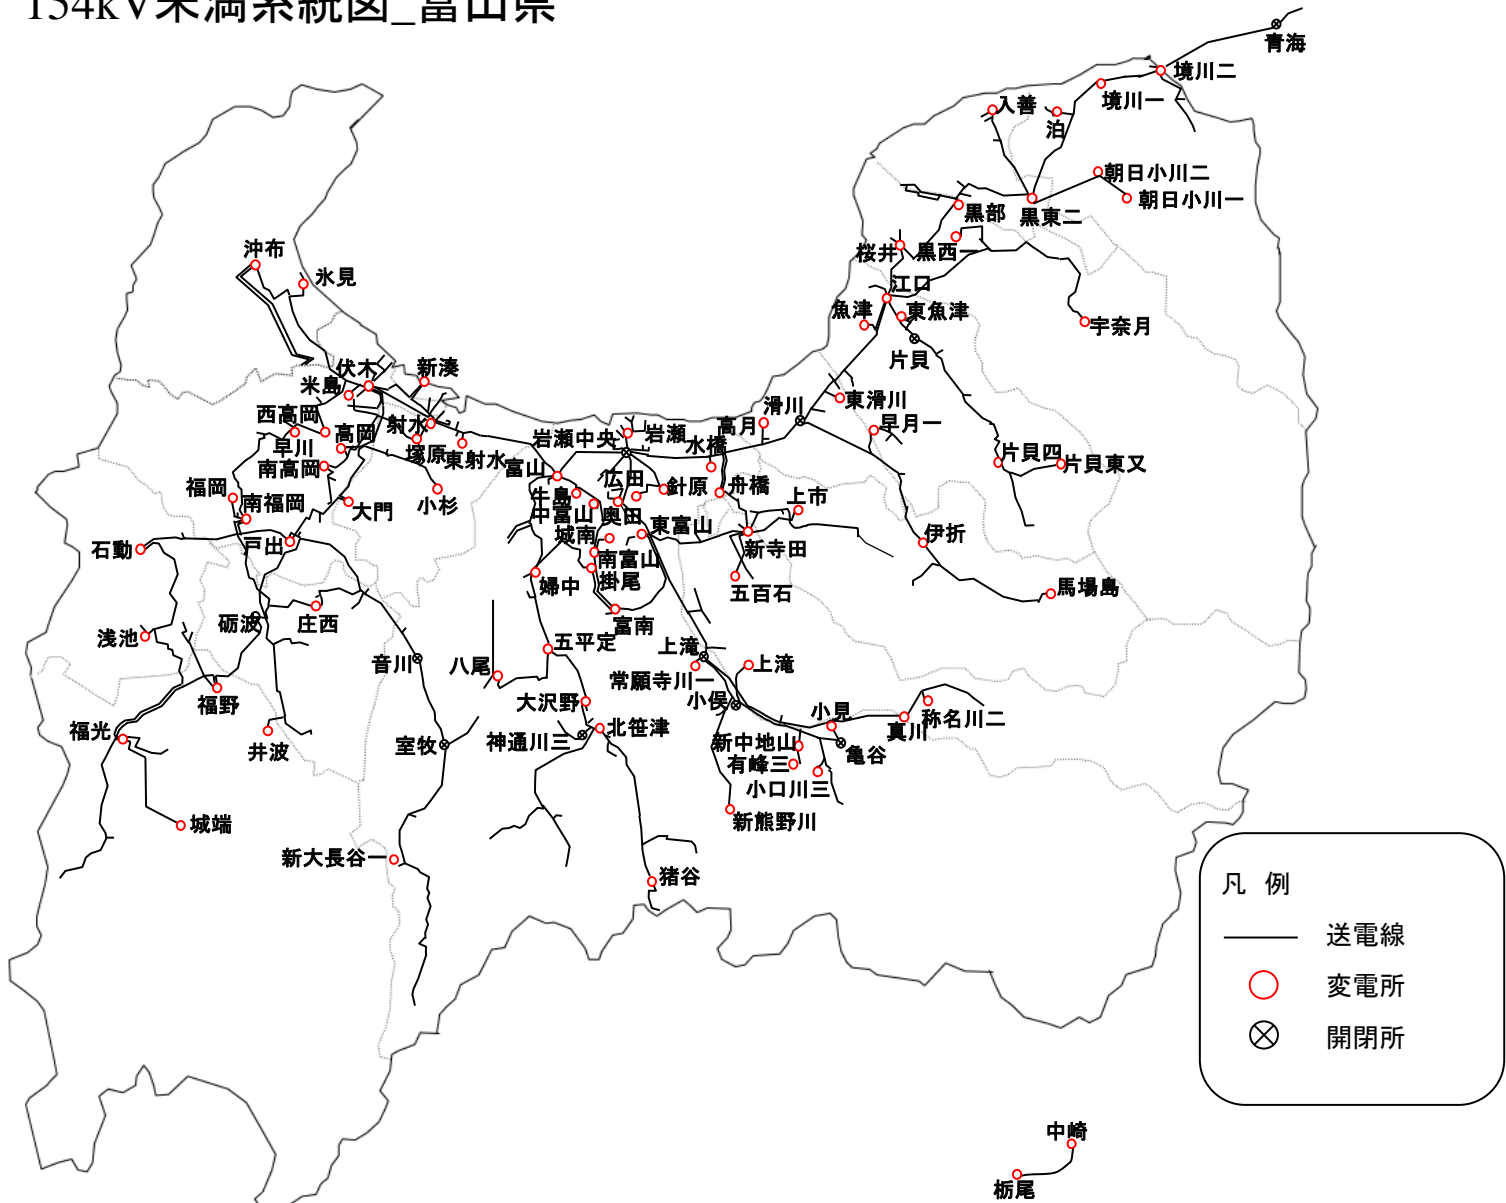 154kV未満系統図_富山県
青海
境川二
境川一
入善
泊
朝日小川二
朝日小川一
黒部
黒東二
桜井
黒西一
沖布
氷見
江口
魚津
東魚津
宇奈月
片貝
伏木
新湊
米島
西高岡
射水
早川
高岡
塚原
東射水
南高岡
岩瀬中央
岩瀬
水橋
高月
滑川
東滑川
早月一
片貝四
片貝東又
富山
広田
針原
舟橋
上市
福岡
南福岡
大門
小杉
牛島
中富山
奥田
城南
東富山
新寺田
伊折
石動
戸出
南富山
掛尾
婦中
五百石
馬場島
浅池
砺波
庄西
富南
音川
八尾
五平定
上滝
上滝
常願寺川一
福野
大沢野
小俣
小見
称名川二
真川
福光
井波
室牧
神通川三
北笹津
新中地山
亀谷
有峰三
小口川三
城端
新熊野川
新大長谷一
猪谷
凡 例
送電線
変電所
開閉所
中崎
栃尾